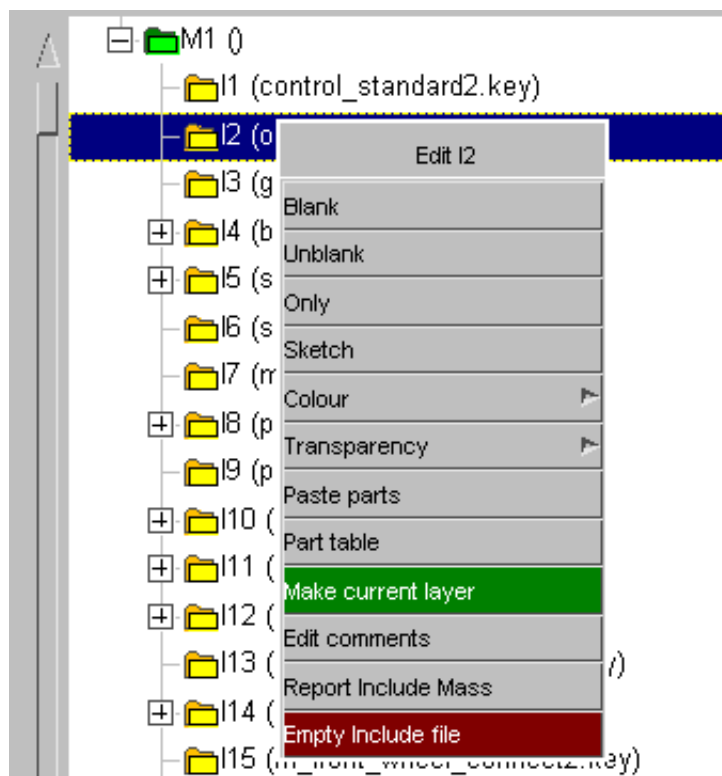 M1 ()
I1 (control_standard2.key)
I2 (o
Edit I2
I3 (g
Blank
I4 (b
Unblank
I5 (s
Only
I6 (s
Sketch
I7 (m
Colour
I8 (p
Transparency
I9 (p
Paste parts
I10 (
Part table
I11 (
Make current layer
I12 (
Edit comments
I13 ( y)
Report Include Mass
I14 (
Empty Include file
I15 (m_front_wheel_connect2.key)